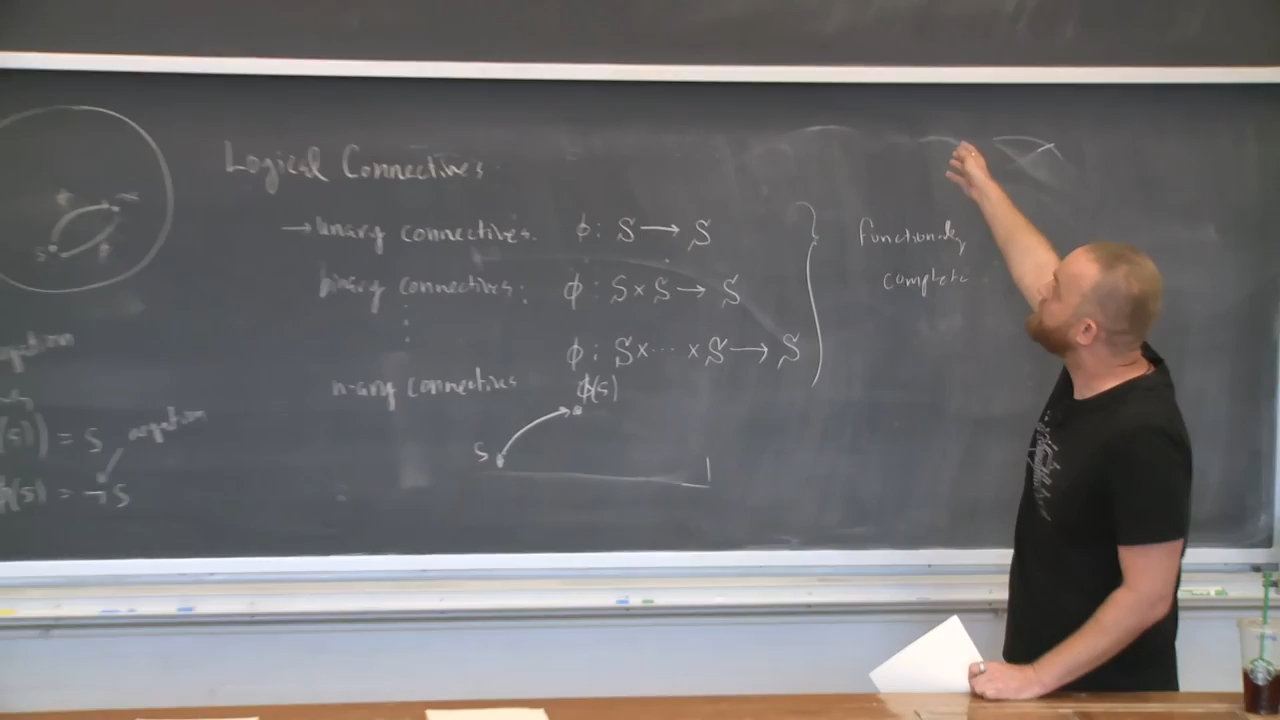 Logical Connectives
→ unary connectives: ϕ: S → S
binary connectives: ϕ: S × S → S
⋮
ϕ: S × ⋯ × S → S
n-ary connectives
ϕ(s)
S
functionally
complete
S
= S
negation
(s) = ¬S